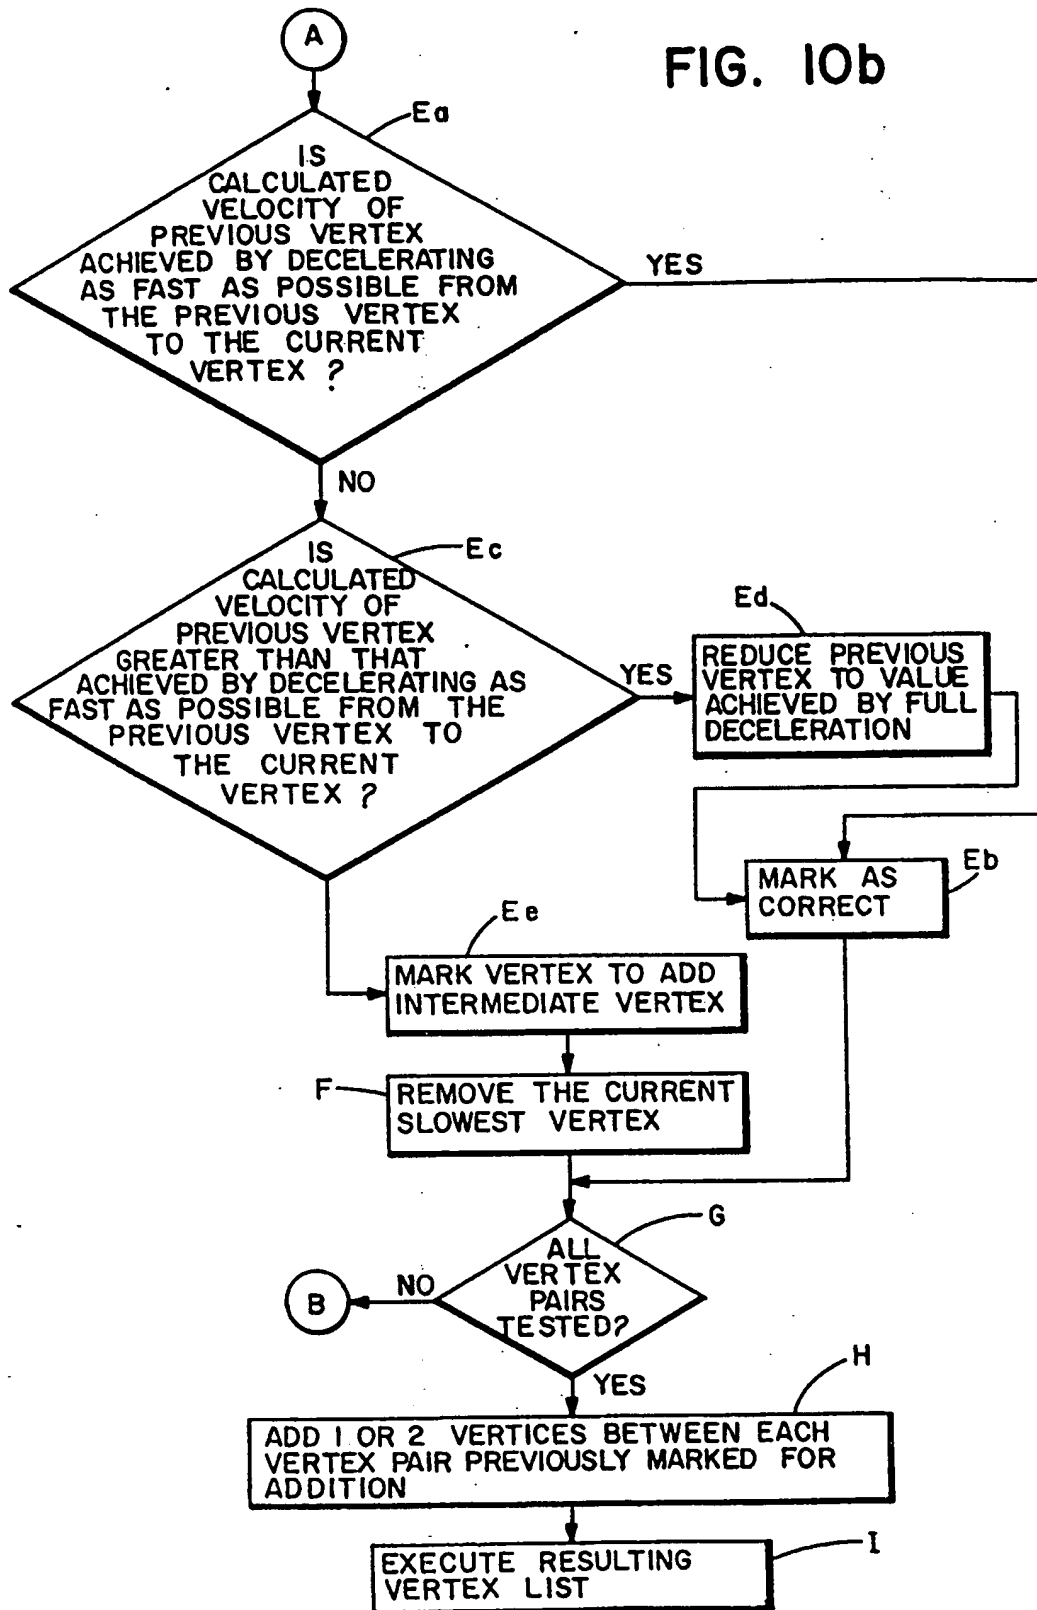 A
FIG. 10b
Ea
IS
CALCULATED
VELOCITY OF
PREVIOUS VERTEX
ACHIEVED BY DECELERATING
AS FAST AS POSSIBLE FROM
THE PREVIOUS VERTEX
TO THE CURRENT
VERTEX ?
YES
NO
Ec
IS
CALCULATED
VELOCITY OF
PREVIOUS VERTEX
GREATER THAN THAT
ACHIEVED BY DECELERATING AS
FAST AS POSSIBLE FROM THE
PREVIOUS VERTEX TO
THE CURRENT
VERTEX ?
YES
Ed
REDUCE PREVIOUS
VERTEX TO VALUE
ACHIEVED BY FULL
DECELERATION
Eb
MARK AS
CORRECT
Ee
MARK VERTEX TO ADD
INTERMEDIATE VERTEX
F
REMOVE THE CURRENT
SLOWEST VERTEX
G
ALL
VERTEX
PAIRS
TESTED?
NO
B
YES
H
ADD 1 OR 2 VERTICES BETWEEN EACH
VERTEX PAIR PREVIOUSLY MARKED FOR
ADDITION
I
EXECUTE RESULTING
VERTEX LIST